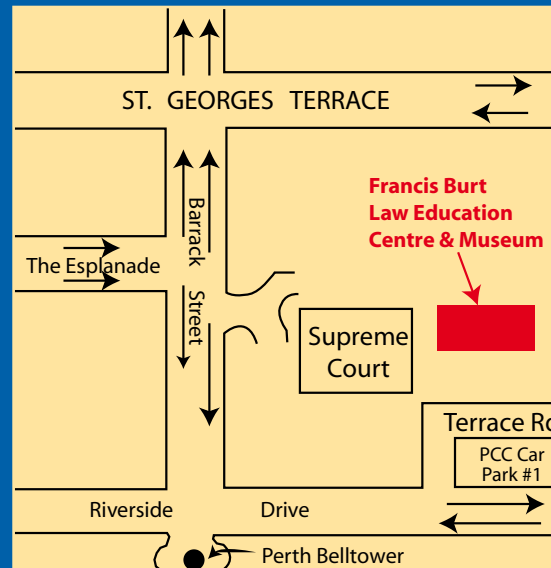 ST. GEORGES TERRACE
Barrack
Street
Francis Burt
Law Education
Centre & Museum
The Esplanade
Supreme
Court
Terrace Rd
PCC Car
Park #1
Riverside Drive
Perth Belltower